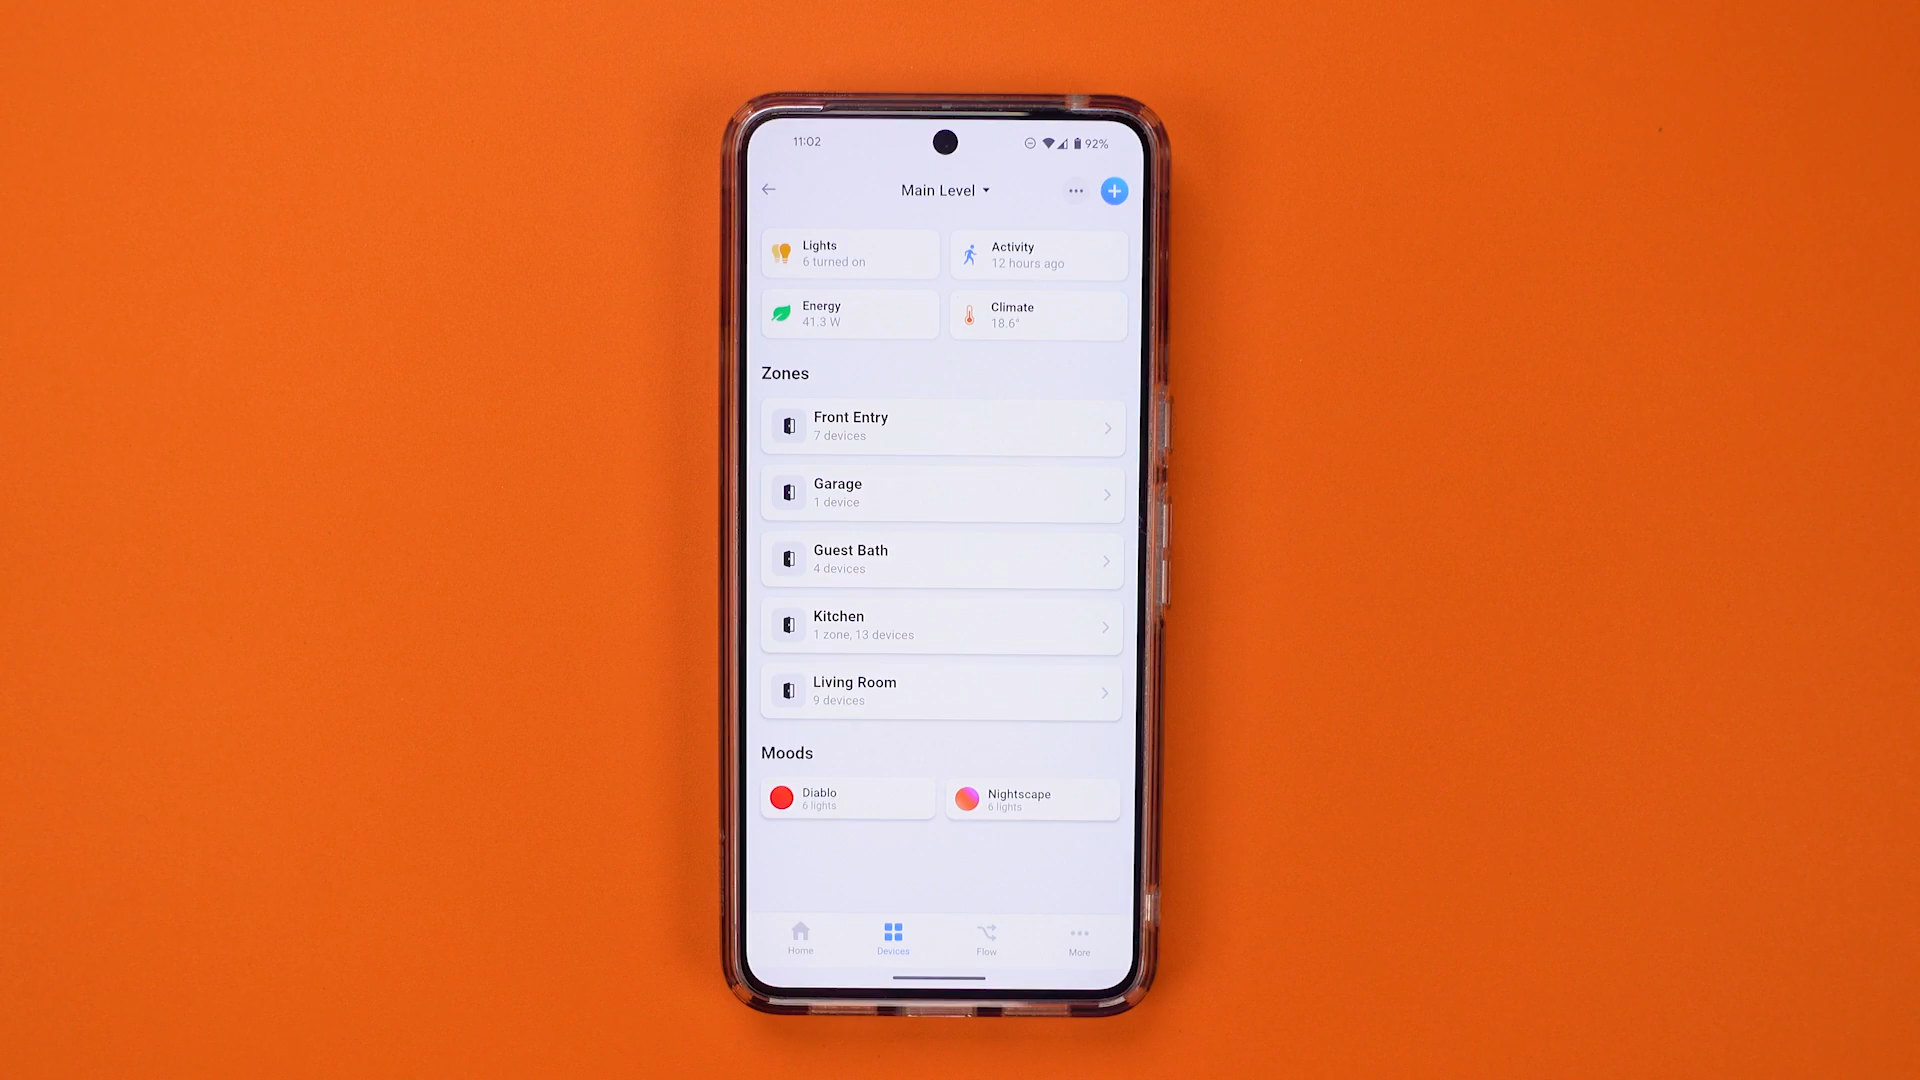 11:02
92%
Main Level
Lights
6 turned on
Activity
12 hours ago
Energy
41.3 W
Climate
18.6°
Zones
Front Entry
7 devices
Garage
1 device
Guest Bath
4 devices
Kitchen
1 zone, 13 devices
Living Room
9 devices
Moods
Diablo
6 lights
Nightscape
6 lights
Home
Devices
Flow
More